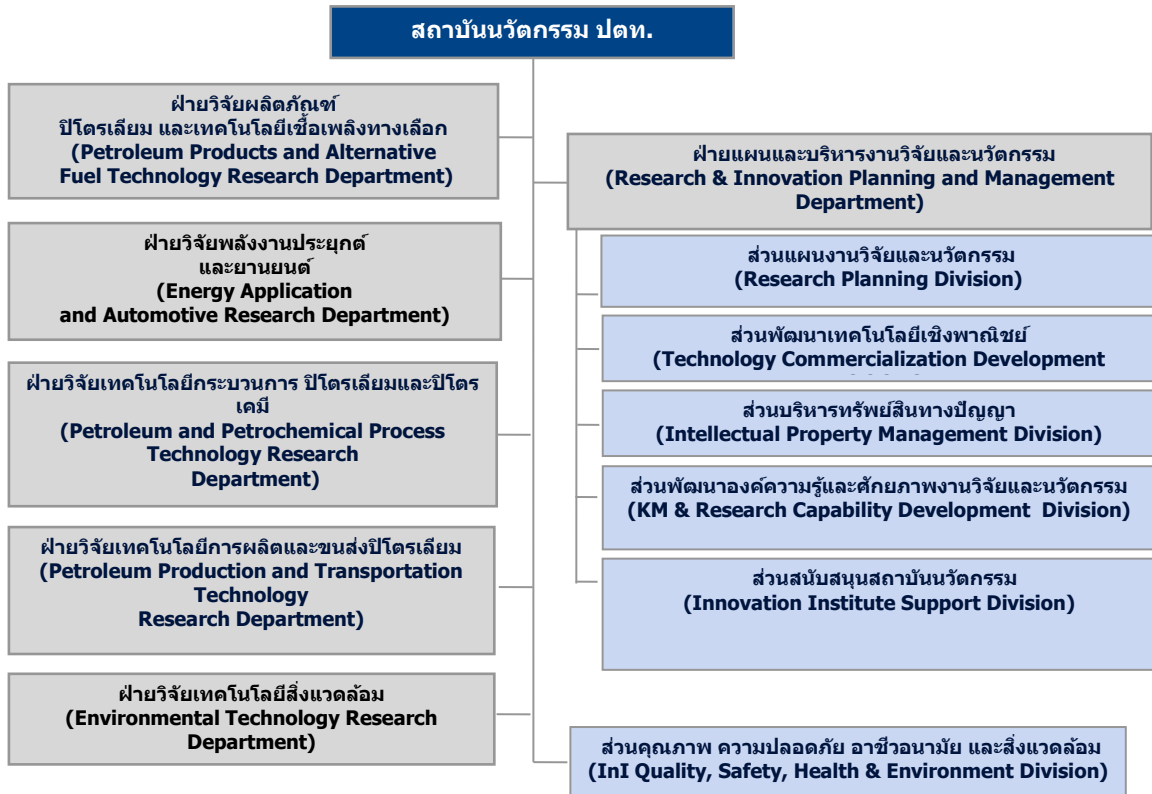 สถาบันนวัตกรรม ปตท.
ฝ่ายวิจัยผลิตภัณฑ์
ปิโตรเลียม และเทคโนโลยีเชื้อเพลิงทางเลือก
(Petroleum Products and Alternative
Fuel Technology Research Department)
ฝ่ายวิจัยพลังงานประยุกต์
และยานยนต์
(Energy Application
and Automotive Research Department)
ฝ่ายวิจัยเทคโนโลยีกระบวนการ ปิโตรเลียมและปิโตร
เคมี
(Petroleum and Petrochemical Process
Technology Research
Department)
ฝ่ายวิจัยเทคโนโลยีการผลิตและขนส่งปิโตรเลียม
(Petroleum Production and Transportation
Technology
Research Department)
ฝ่ายวิจัยเทคโนโลยีสิ่งแวดล้อม
(Environmental Technology Research
Department)
ฝ่ายแผนและบริหารงานวิจัยและนวัตกรรม
(Research & Innovation Planning and Management
Department)
ส่วนแผนงานวิจัยและนวัตกรรม
(Research Planning Division)
ส่วนพัฒนาเทคโนโลยีเชิงพาณิชย์
(Technology Commercialization Development
ส่วนบริหารทรัพย์สินทางปัญญา
(Intellectual Property Management Division)
ส่วนพัฒนาองค์ความรู้และศักยภาพงานวิจัยและนวัตกรรม
(KM & Research Capability Development Division)
ส่วนสนับสนุนสถาบันนวัตกรรม
(Innovation Institute Support Division)
ส่วนคุณภาพ ความปลอดภัย อาชีวอนามัย และสิ่งแวดล้อม
(InI Quality, Safety, Health & Environment Division)